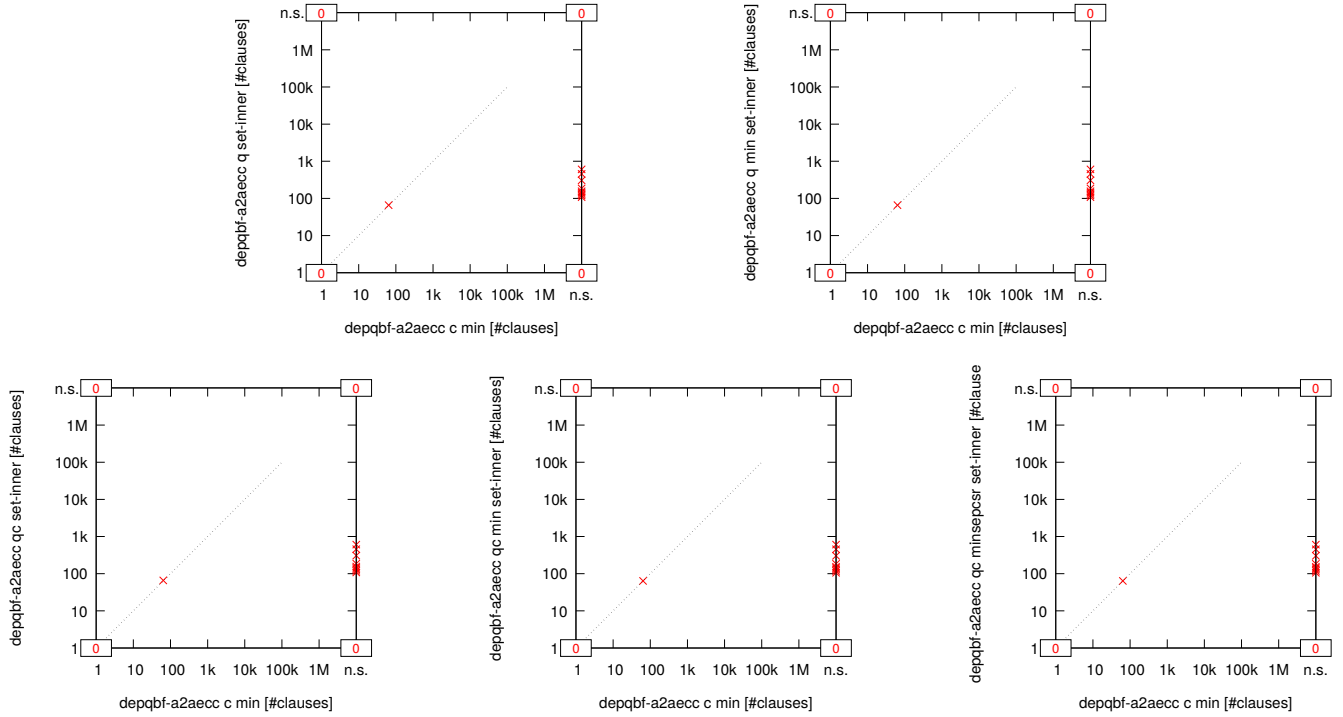 n.s. 0 0
1M
100k
10k
1k
100
10
1 0 0
1 10 100 1k 10k 100k 1M n.s.
depqbf-a2aecc q set-inner [#clauses]
depqbf-a2aecc c min [#clauses]
n.s. 0 0
1M
100k
10k
1k
100
10
1 0 0
1 10 100 1k 10k 100k 1M n.s.
depqbf-a2aecc q min set-inner [#clauses]
depqbf-a2aecc c min [#clauses]
n.s. 0 0
1M
100k
10k
1k
100
10
1 0 0
1 10 100 1k 10k 100k 1M n.s.
depqbf-a2aecc qc set-inner [#clauses]
depqbf-a2aecc c min [#clauses]
n.s. 0 0
1M
100k
10k
1k
100
10
1 0 0
1 10 100 1k 10k 100k 1M n.s.
depqbf-a2aecc qc min set-inner [#clauses]
depqbf-a2aecc c min [#clauses]
n.s. 0 0
1M
100k
10k
1k
100
10
1 0 0
1 10 100 1k 10k 100k 1M n.s.
depqbf-a2aecc qc minsepcsr set-inner [#clause
depqbf-a2aecc c min [#clauses]